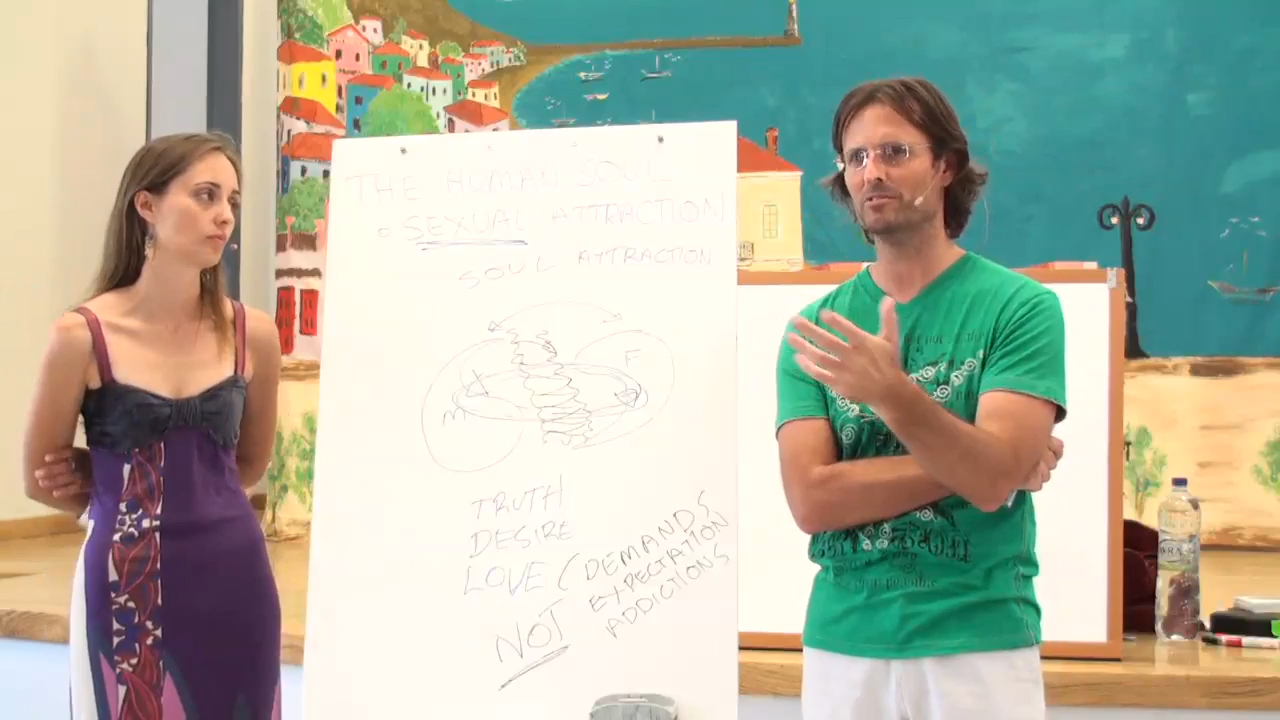 THE HUMAN SOUL
SEXUAL ATTRACTION
SOUL ATTRACTION
F
M
TRUTH
DESIRE
LOVE (DEMANDS
EXPECTATION
ADDICTIONS
NOT